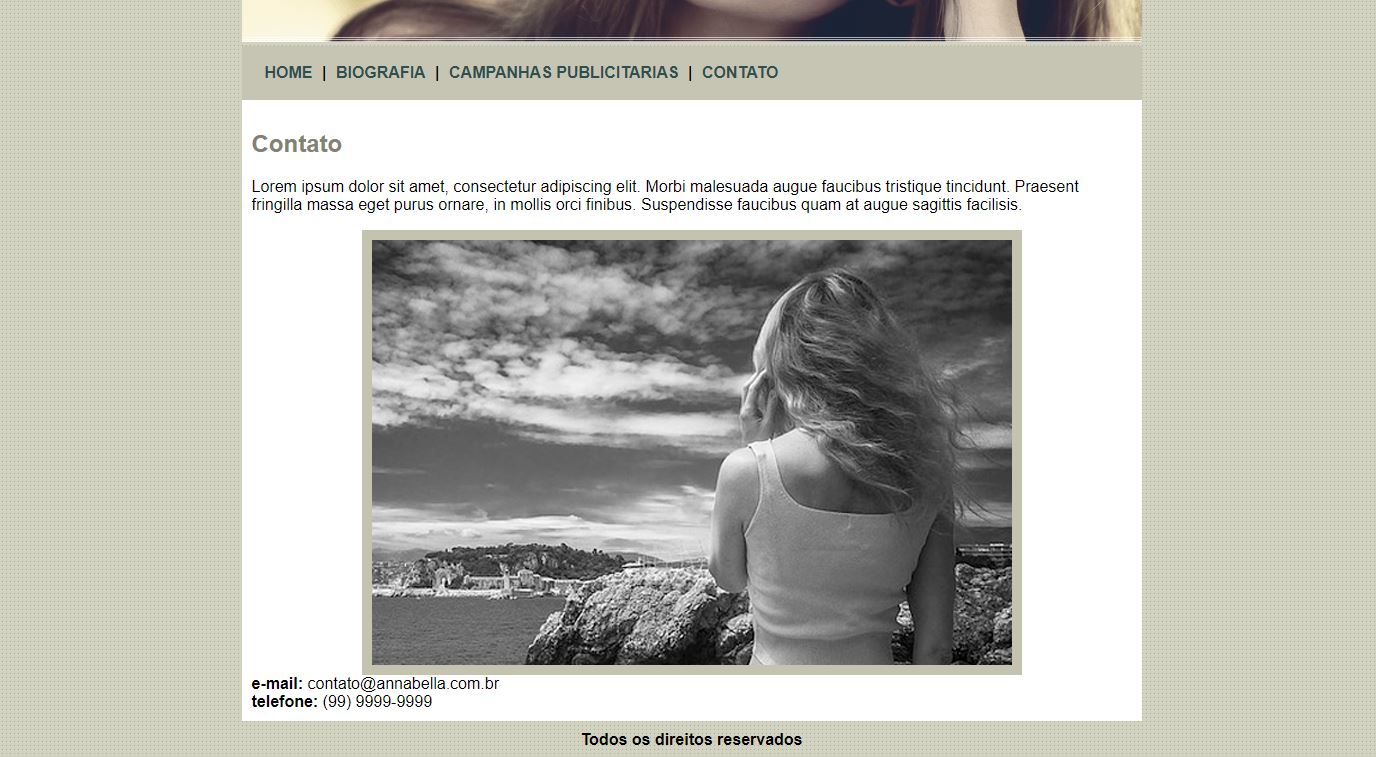 HOME | BIOGRAFIA | CAMPANHAS PUBLICITARIAS | CONTATO
Contato
Lorem ipsum dolor sit amet, consectetur adipiscing elit. Morbi malesuada augue faucibus tristique tincidunt. Praesent
fringilla massa eget purus ornare, in mollis orci finibus. Suspendisse faucibus quam at augue sagittis facilisis.
e-mail: contato@annabella.com.br
telefone: (99) 9999-9999
Todos os direitos reservados